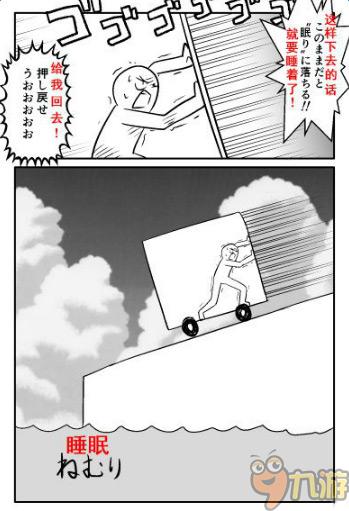 ゴゴゴゴゴゴ
这样下去的话
このままだと
"眠り"に落ちる!!
就要睡着了!
给我回去!
押し戻せ
うおおおおお
睡眠
ねむり
九游